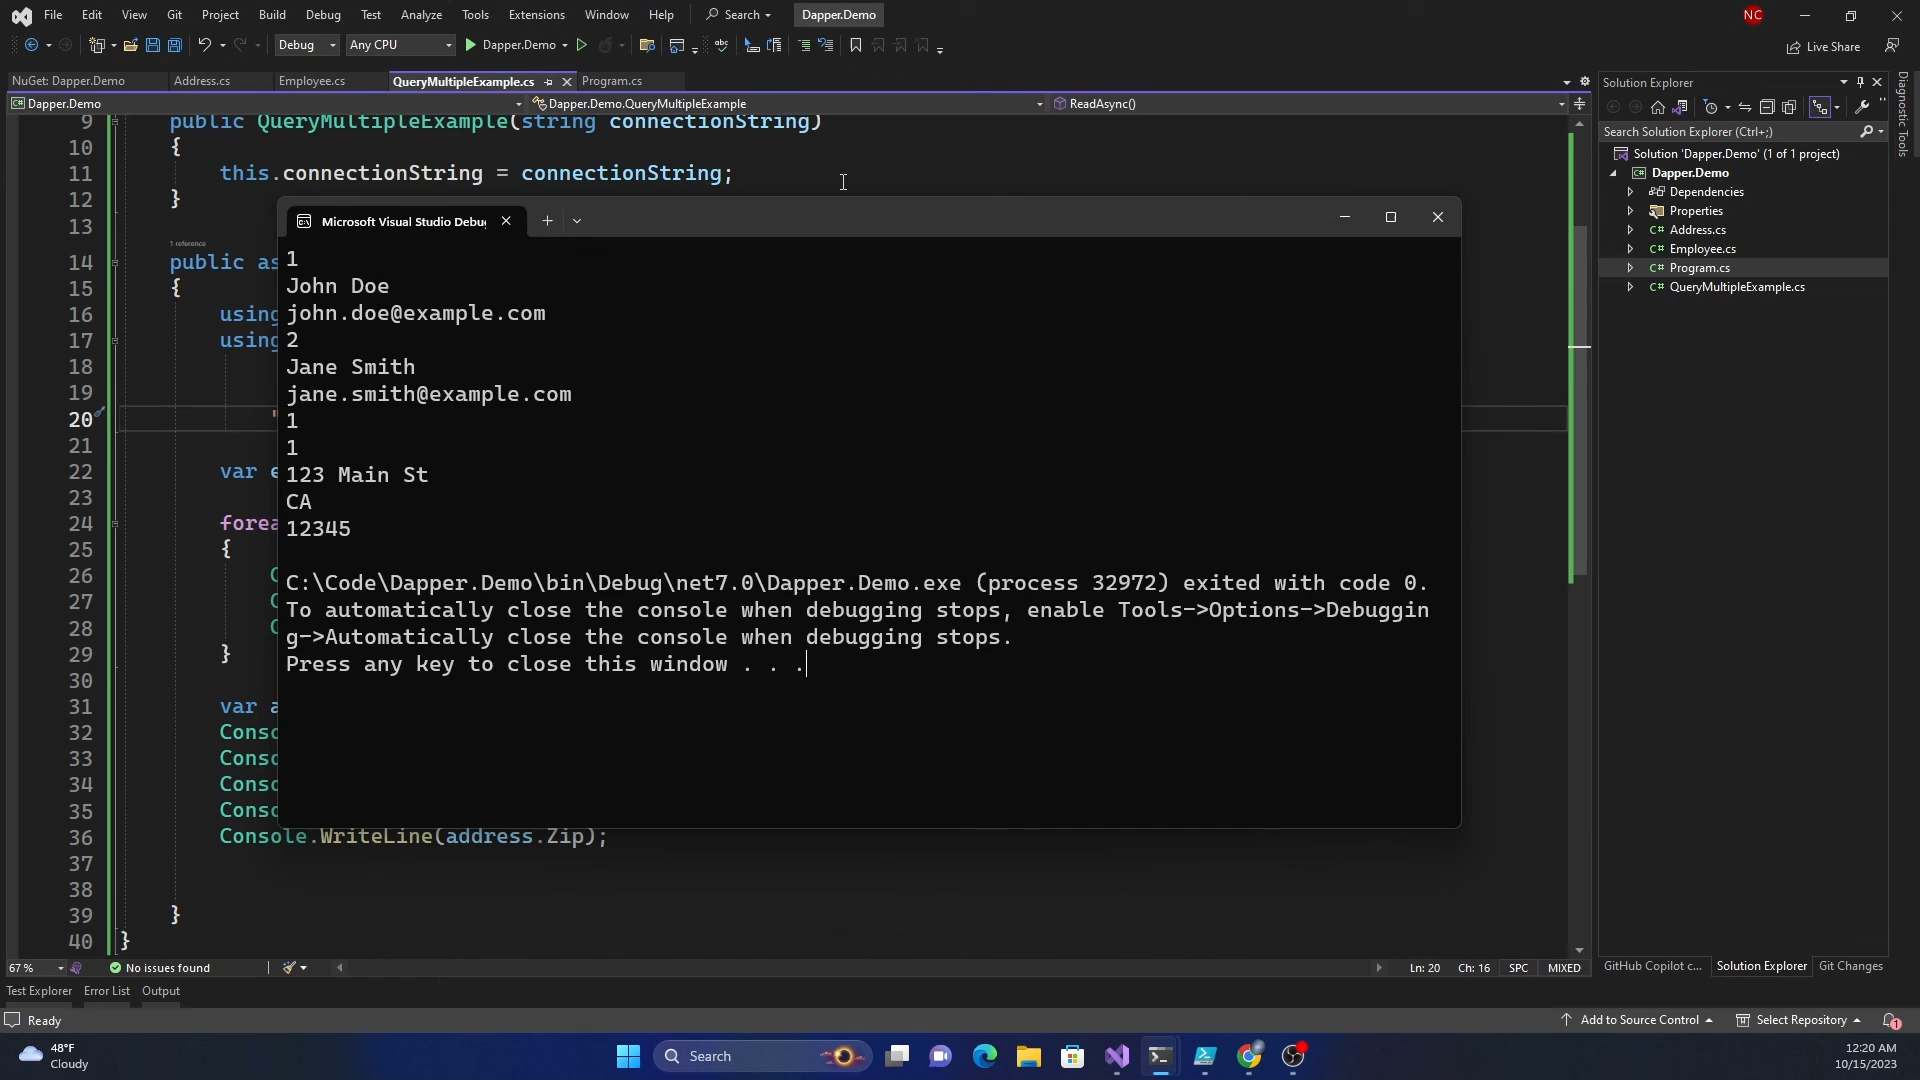 File Edit View Git Project Build Debug Test Analyze Tools Extensions Window Help Search Dapper.Demo NC
Debug Any CPU Dapper.Demo Live Share
NuGet: Dapper.Demo Address.cs Employee.cs QueryMultipleExample.cs Program.cs
Dapper.Demo Dapper.Demo.QueryMultipleExample ReadAsync()
9 public QueryMultipleExample(string connectionString)
10 {
11 this.connectionString = connectionString;
12 }
13
1 reference
14 public as
15 {
16 using
17 using
18
19
20 "
21
22 var e
23
24 forea
25 {
26 C
27 C
28 C
29 }
30
31 var a
32 Conso
33 Conso
34 Conso
35 Conso
36 Console.WriteLine(address.Zip);
37
38
39 }
40 }
Microsoft Visual Studio Debug
1
John Doe
john.doe@example.com
2
Jane Smith
jane.smith@example.com
1
1
123 Main St
CA
12345
C:\Code\Dapper.Demo\bin\Debug\net7.0\Dapper.Demo.exe (process 32972) exited with code 0.
To automatically close the console when debugging stops, enable Tools->Options->Debuggin
g->Automatically close the console when debugging stops.
Press any key to close this window . . .
Solution Explorer
Search Solution Explorer (Ctrl+;)
Solution 'Dapper.Demo' (1 of 1 project)
C# Dapper.Demo
Dependencies
Properties
C# Address.cs
C# Employee.cs
C# Program.cs
C# QueryMultipleExample.cs
Diagnostic Tools
67 % No issues found Ln: 20 Ch: 16 SPC MIXED
GitHub Copilot c... Solution Explorer Git Changes
Test Explorer Error List Output
Ready Add to Source Control Select Repository 1
48°F
Cloudy
Search
12:20 AM
10/15/2023